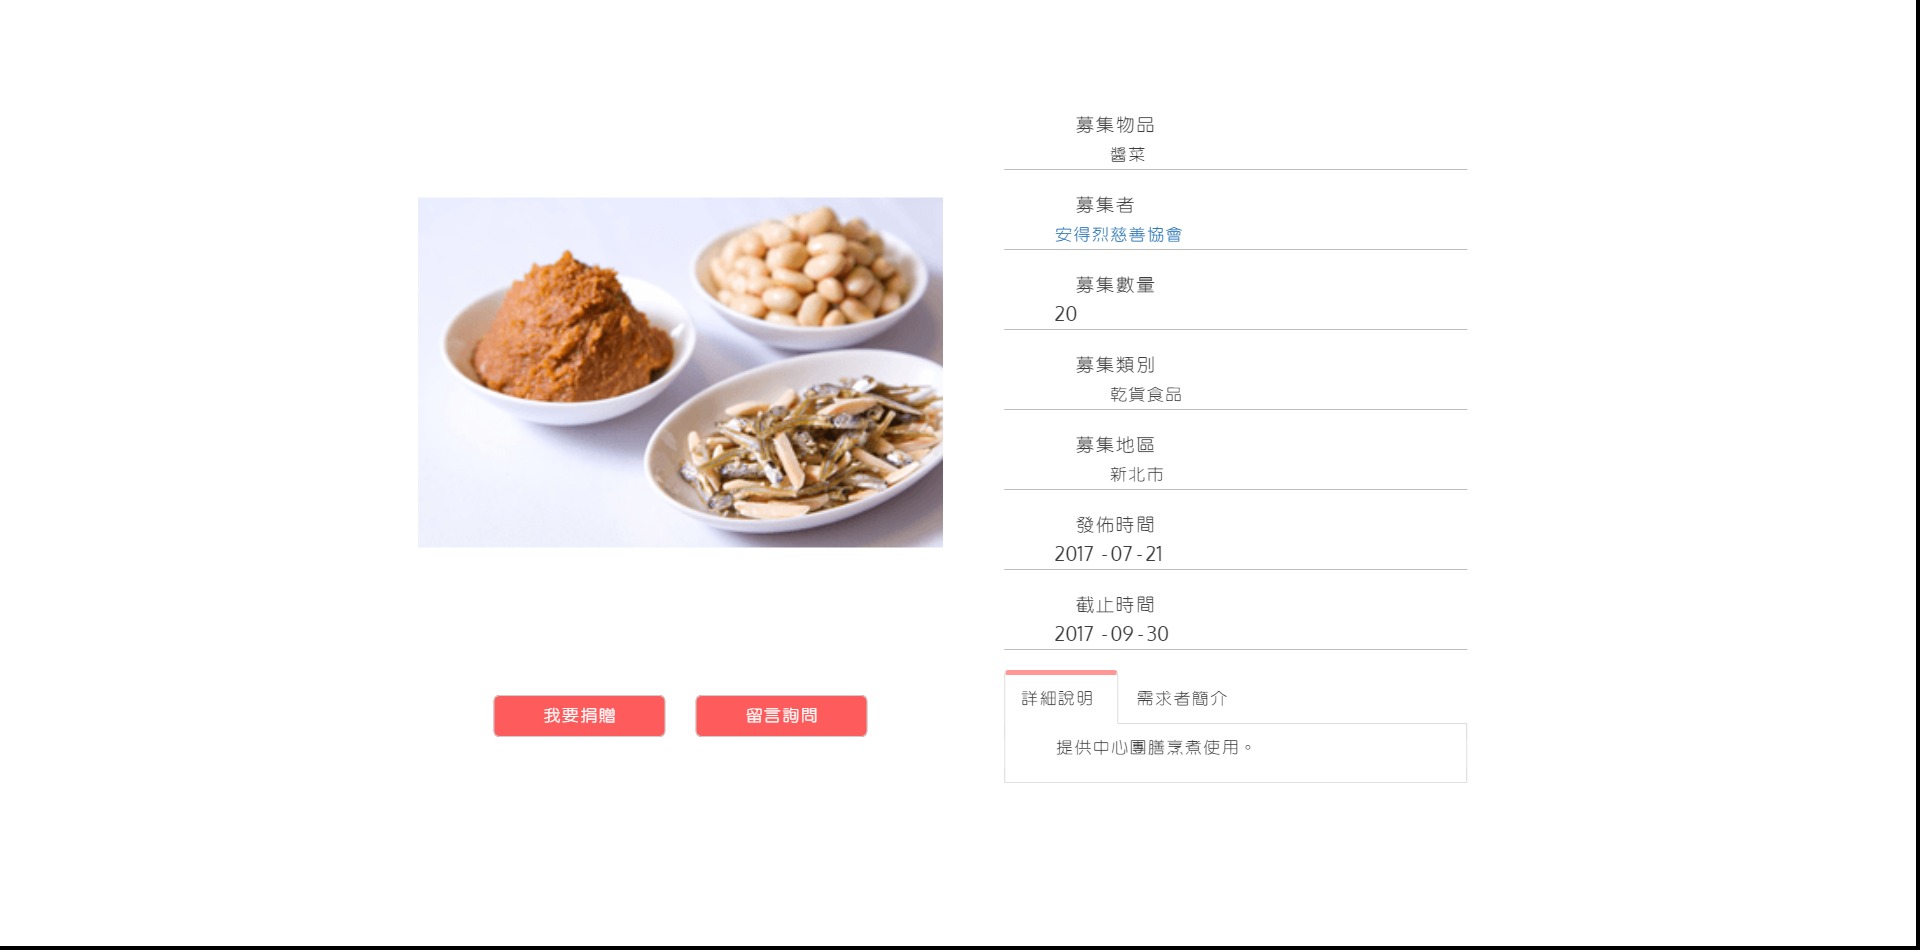 募集物品
醬菜
募集者
安得烈慈善協會
募集數量
20
募集類別
乾貨食品
募集地區
新北市
發佈時間
2017 -07-21
截止時間
2017 -09-30
我要捐贈
留言詢問
詳細說明
需求者簡介
提供中心團膳烹煮使用。